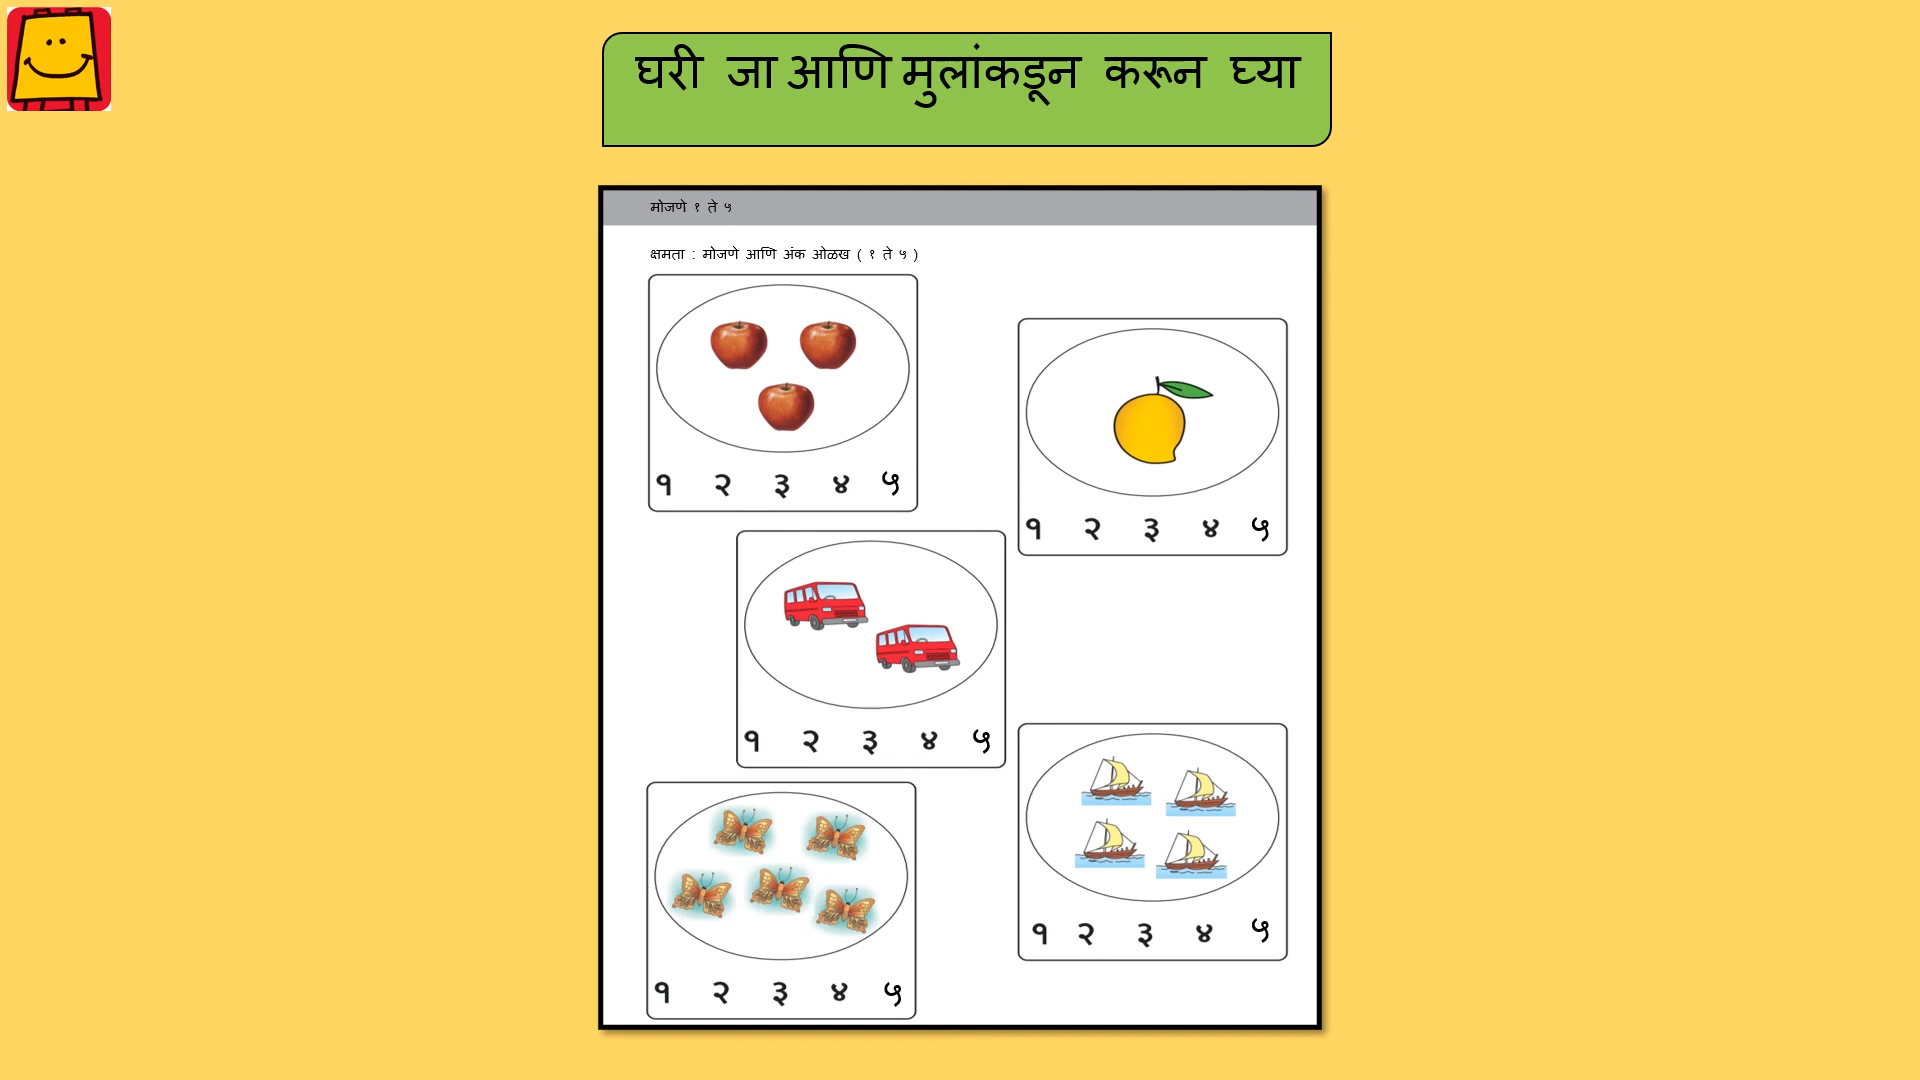 घरी जा आणि मुलांकडून करून घ्या
मोजणे १ ते ५
क्षमता : मोजणे आणि अंक ओळख ( १ ते ५ )
१ २ ३ ४ ५
१ २ ३ ४ ५
१ २ ३ ४ ५
१ २ ३ ४ ५
१ २ ३ ४ ५